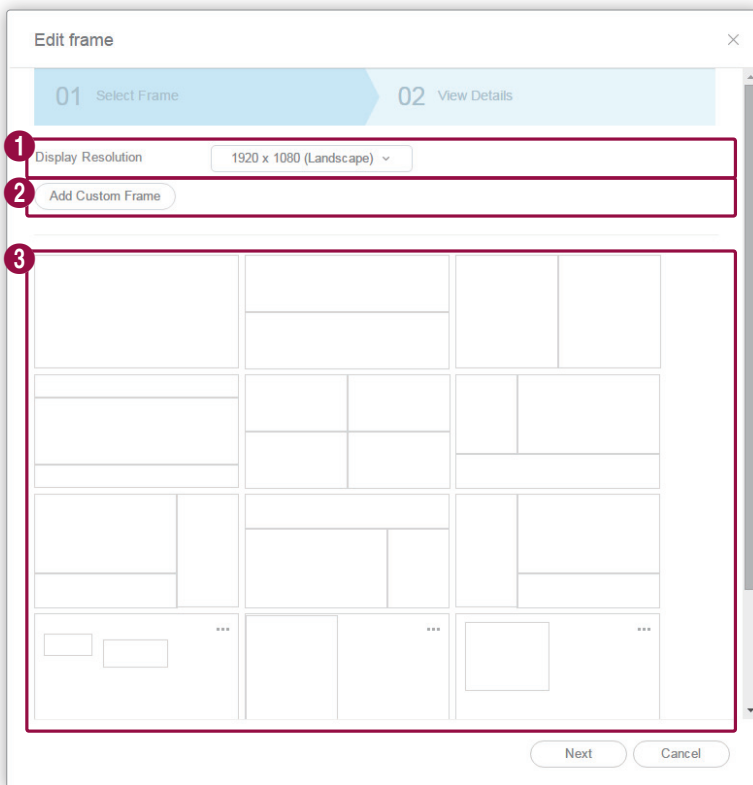 Edit frame
01 Select Frame
02 View Details
1
Display Resolution
1920 x 1080 (Landscape)
2
Add Custom Frame
3
Next
Cancel